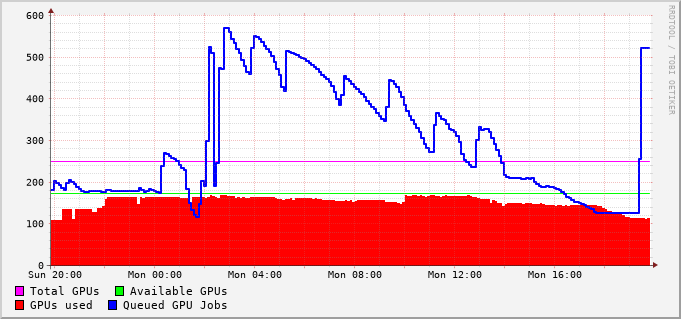 600
500
400
300
200
100
0
Sun 20:00 Mon 00:00 Mon 04:00 Mon 08:00 Mon 12:00 Mon 16:00
Total GPUs Available GPUs
GPUs used Queued GPU Jobs
RRDTOOL / TOBI OETIKER